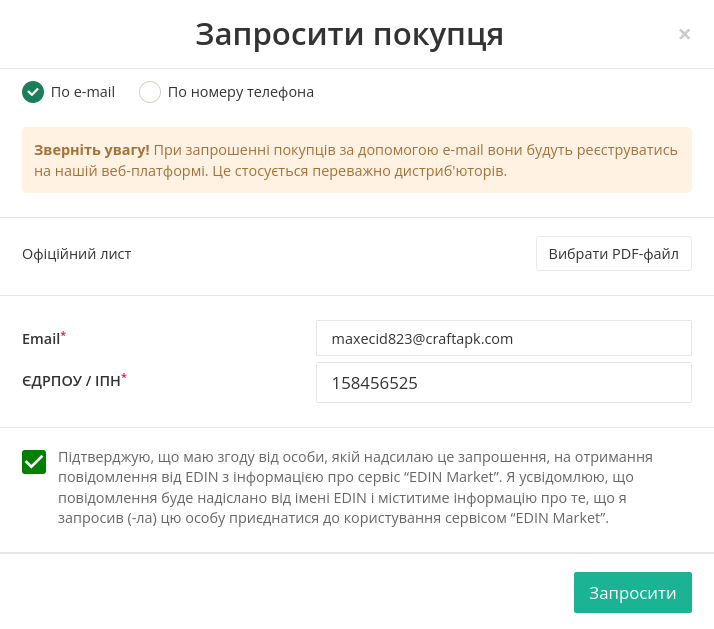 Запросити покупця
×
По e-mail
По номеру телефона
Зверніть увагу! При запрошенні покупців за допомогою e-mail вони будуть реєструватись
на нашій веб-платформі. Це стосується переважно дистриб'юторів.
Офіційний лист
Вибрати PDF-файл
Email*
maxecid823@craftapk.com
ЄДРПОУ / ІПН*
158456525
Підтверджую, що маю згоду від особи, якій надсилаю це запрошення, на отримання
повідомлення від EDIN з інформацією про сервіс “EDIN Market”. Я усвідомлюю, що
повідомлення буде надіслано від імені EDIN і міститиме інформацію про те, що я
запросив (-ла) цю особу приєднатися до користування сервісом “EDIN Market”.
Запросити